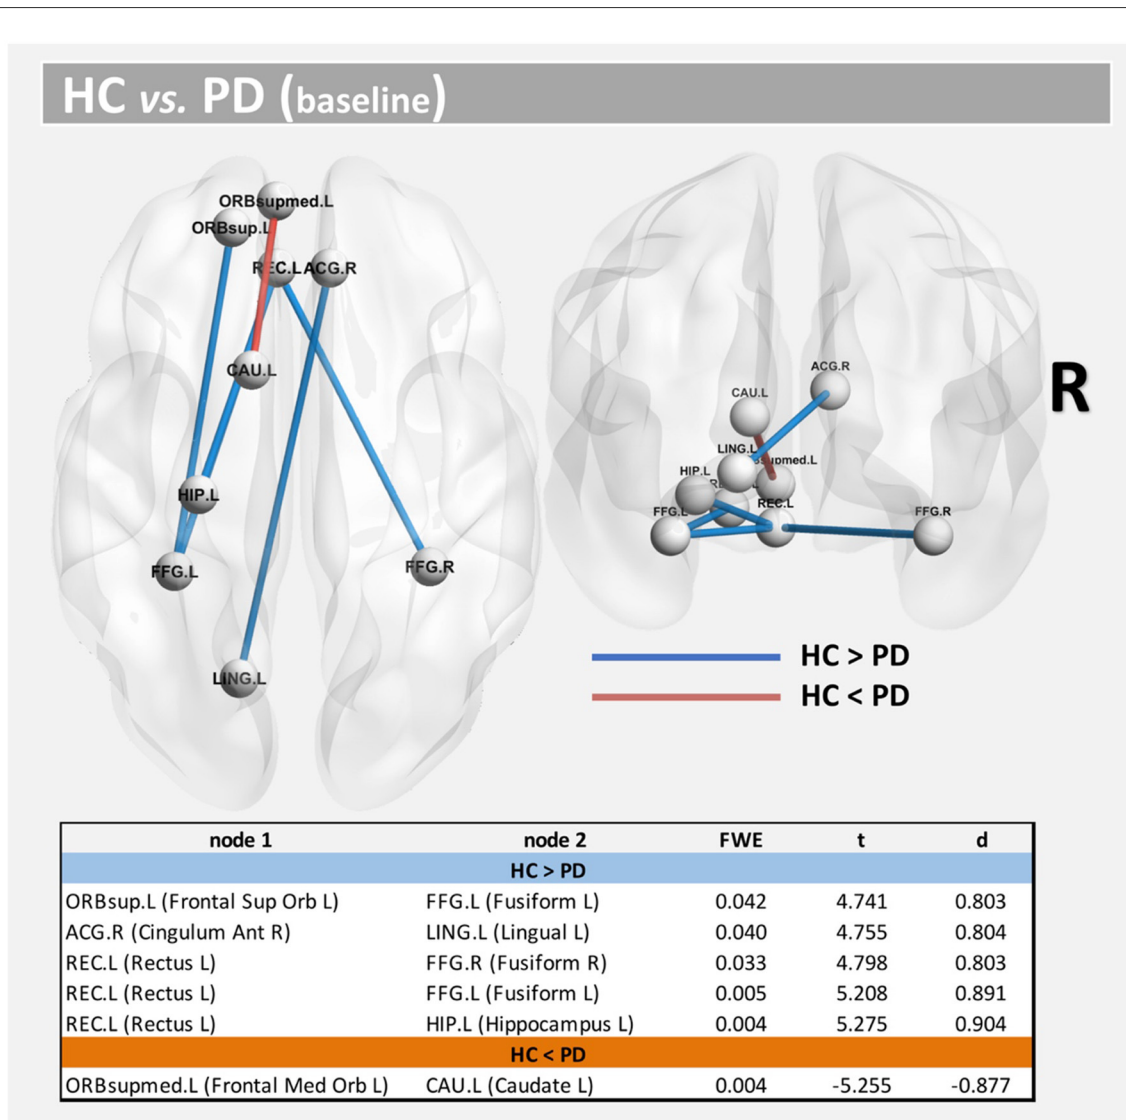 HC vs. PD (baseline)
ORBsupmed.L
ORBsup.L
REC.L ACG.R
CAU.L
HIP.L
FFG.L
FFG.R
LING.L
ACG.R
CAU.L
LING.L
HIP.L
REC.L
FFG.L
FFG.R
R
HC > PD
HC < PD
node 1 node 2 FWE t d
HC > PD
ORBsup.L (Frontal Sup Orb L) FFG.L (Fusiform L) 0.042 4.741 0.803
ACG.R (Cingulum Ant R) LING.L (Lingual L) 0.040 4.755 0.804
REC.L (Rectus L) FFG.R (Fusiform R) 0.033 4.798 0.803
REC.L (Rectus L) FFG.L (Fusiform L) 0.005 5.208 0.891
REC.L (Rectus L) HIP.L (Hippocampus L) 0.004 5.275 0.904
HC < PD
ORBsupmed.L (Frontal Med Orb L) CAU.L (Caudate L) 0.004 -5.255 -0.877